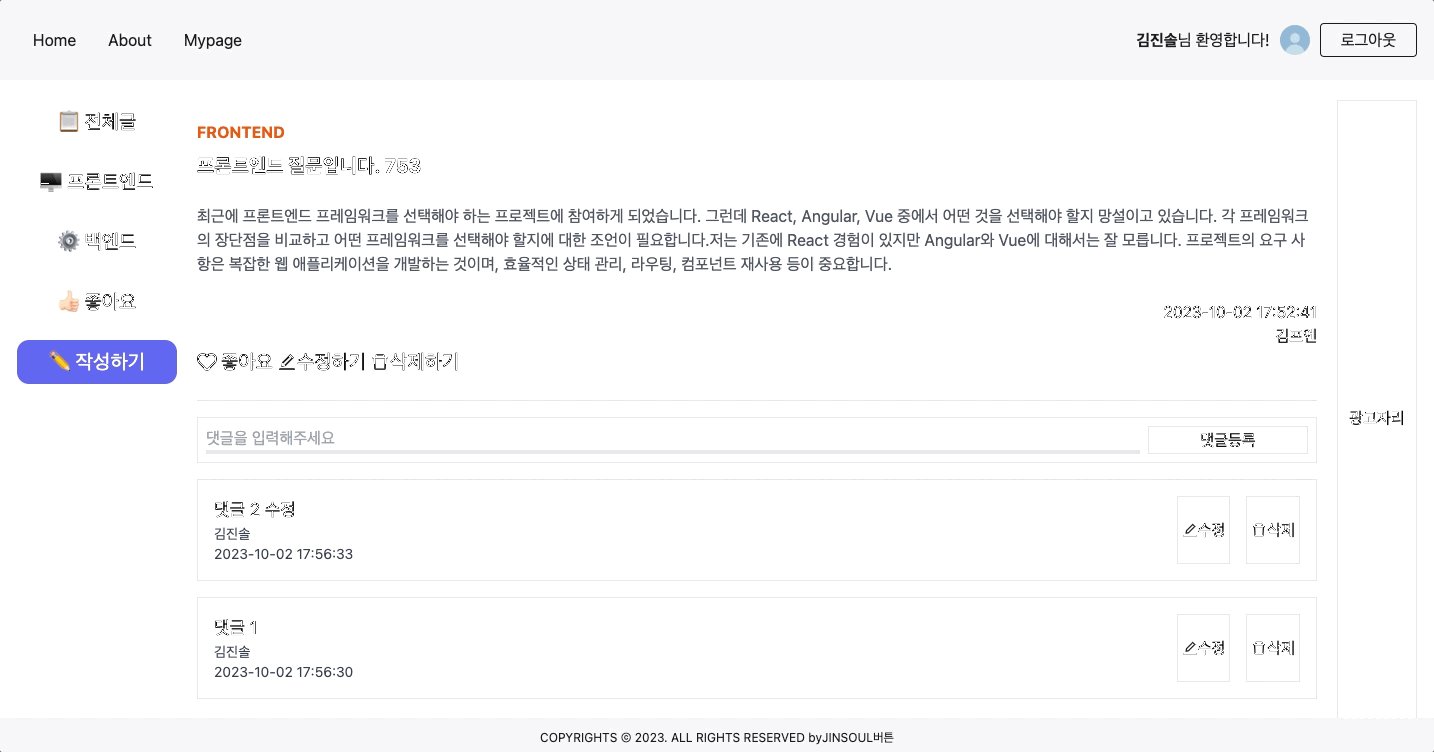 Home About Mypage
김진솔님 환영합니다! 로그아웃
전체글
프론트엔드
백엔드
좋아요
작성하기
FRONTEND
프론트엔드 질문입니다. 753
최근에 프론트엔드 프레임워크를 선택해야 하는 프로젝트에 참여하게 되었습니다. 그런데 React, Angular, Vue 중에서 어떤 것을 선택해야 할지 망설이고 있습니다. 각 프레임워크
의 장단점을 비교하고 어떤 프레임워크를 선택해야 할지에 대한 조언이 필요합니다.저는 기존에 React 경험이 있지만 Angular와 Vue에 대해서는 잘 모릅니다. 프로젝트의 요구 사
항은 복잡한 웹 애플리케이션을 개발하는 것이며, 효율적인 상태 관리, 라우팅, 컴포넌트 재사용 등이 중요합니다.
2023-10-02 17:52:41
김프엔
좋아요 수정하기 삭제하기
댓글을 입력해주세요 댓글등록
댓글 2 수정
김진솔
2023-10-02 17:56:33
수정 삭제
댓글 1
김진솔
2023-10-02 17:56:30
수정 삭제
광고자리
COPYRIGHTS © 2023. ALL RIGHTS RESERVED byJINSOUL버튼